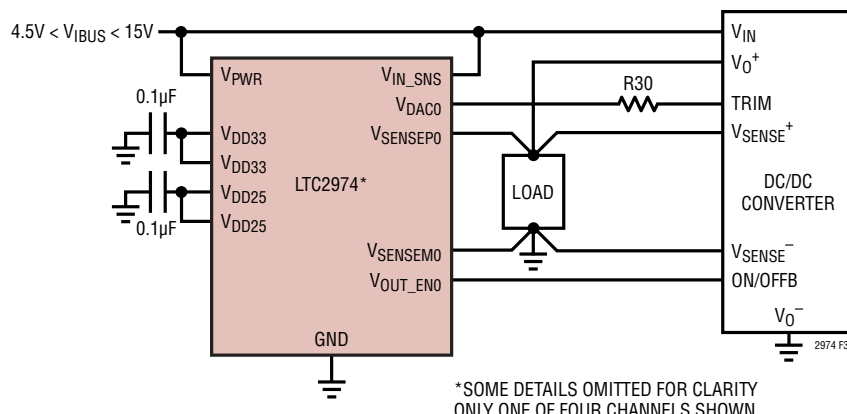 4.5V < VIBUS < 15V
VPWR
VIN_SNS
VIN
VO+
R30
0.1µF
VDAC0
TRIM
VDD33
VSENSEP0
VSENSE+
VDD33
LTC2974*
LOAD
DC/DC
CONVERTER
VDD25
VDD25
0.1µF
VSENSEM0
VSENSE–
VOUT_EN0
ON/OFFB
VO–
GND
2974 F3
*SOME DETAILS OMITTED FOR CLARITY
ONLY ONE OF FOUR CHANNELS SHOWN